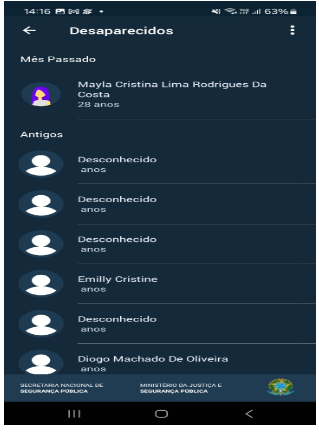 14:16 63%
Desaparecidos
Mês Passado
Mayla Cristina Lima Rodrigues Da
Costa
28 anos
Antigos
Desconhecido
anos
Desconhecido
anos
Desconhecido
anos
Emilly Cristine
anos
Desconhecido
anos
Diogo Machado De Oliveira
anos
SECRETARIA NACIONAL DE
SEGURANÇA PÚBLICA
MINISTÉRIO DA JUSTIÇA E
SEGURANÇA PÚBLICA